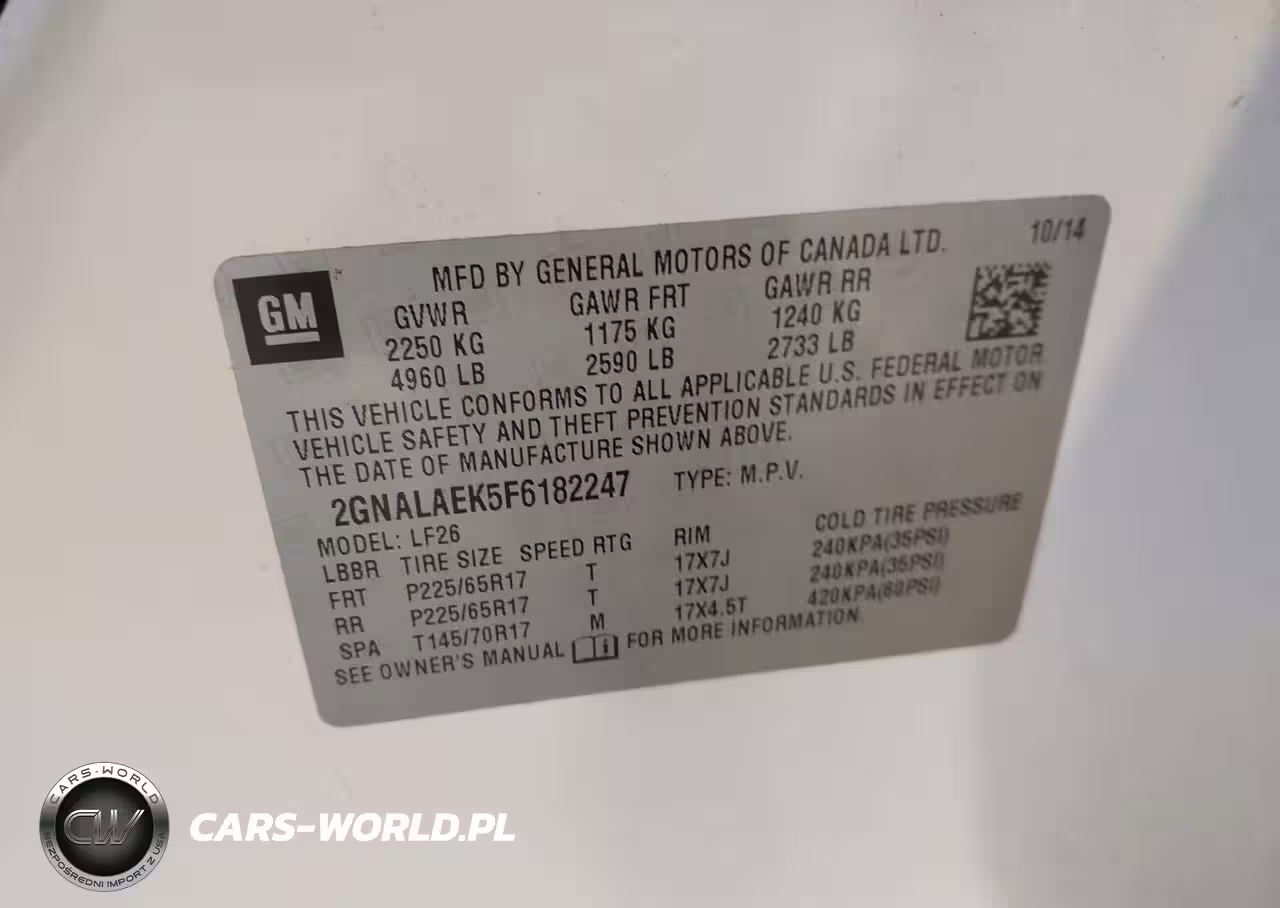 10/14
MFD BY GENERAL MOTORS OF CANADA LTD.
GM
GVWR GAWR FRT GAWR RR
2250 KG 1175 KG 1240 KG
4960 LB 2590 LB 2733 LB
THIS VEHICLE CONFORMS TO ALL APPLICABLE U.S. FEDERAL MOTOR
VEHICLE SAFETY AND THEFT PREVENTION STANDARDS IN EFFECT ON
THE DATE OF MANUFACTURE SHOWN ABOVE.
2GNALAEK5F6182247 TYPE: M.P.V.
MODEL: LF26
LBBR TIRE SIZE SPEED RTG RIM COLD TIRE PRESSURE
FRT P225/65R17 T 17X7J 240KPA(35PSI)
RR P225/65R17 T 17X7J 240KPA(35PSI)
SPA T145/70R17 M 17X4.5T 420KPA(60PSI)
SEE OWNER'S MANUAL FOR MORE INFORMATION.
CARS-WORLD
CW
BEZPOŚREDNI IMPORT Z USA
CARS-WORLD.PL